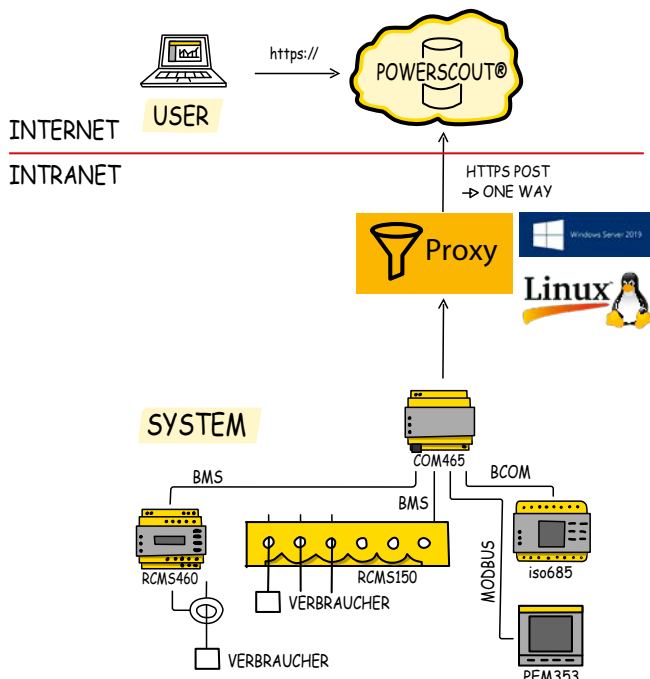 https://
POWERSCOUT®
USER
INTERNET
INTRANET
HTTPS POST
→ ONE WAY
Proxy
Windows Server 2019
Linux
SYSTEM
COM465
BMS
BCOM
BMS
MODBUS
RCMS460
RCMS150
iso685
VERBRAUCHER
VERBRAUCHER
PEM353